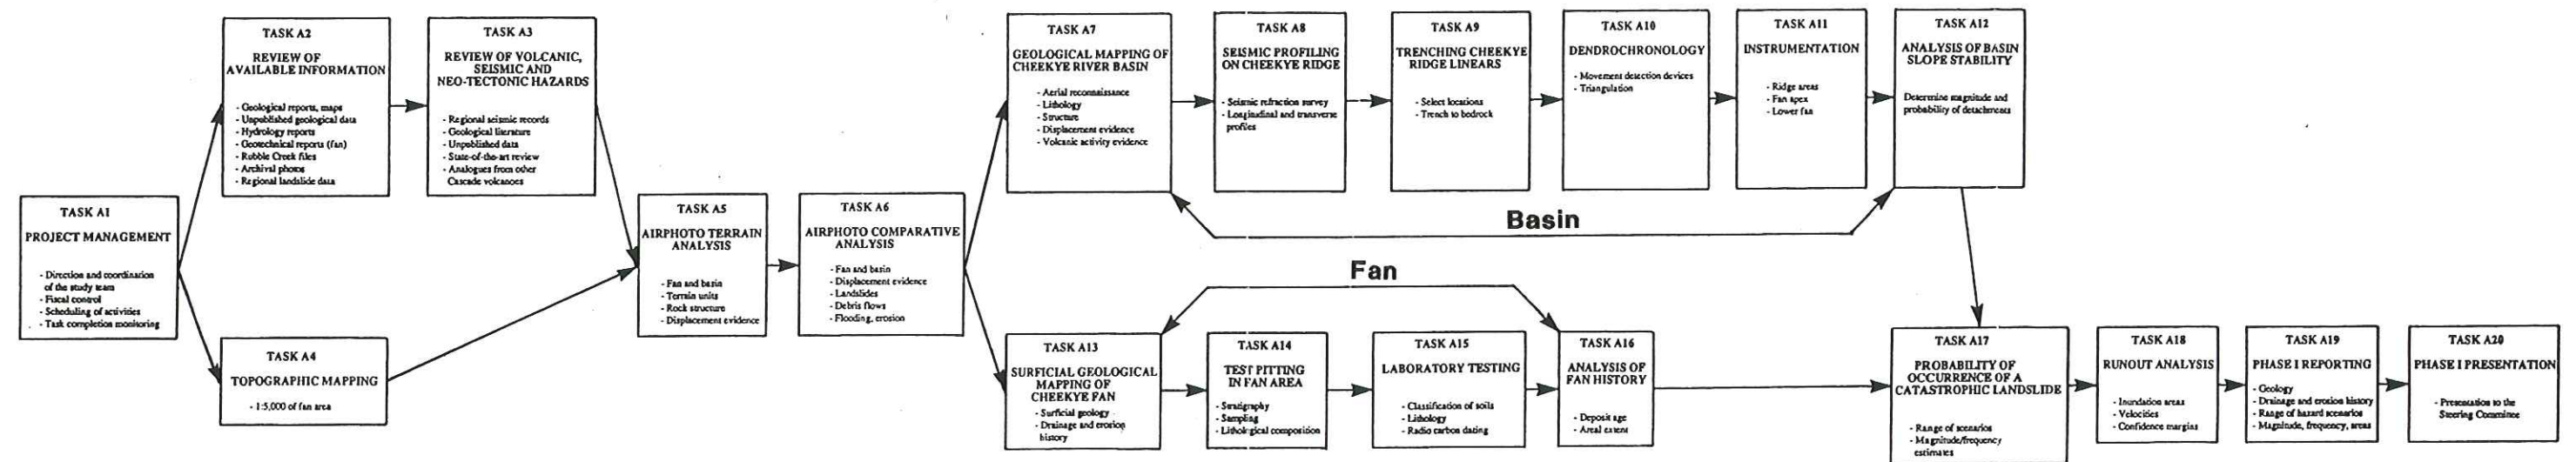 TASK A1
PROJECT MANAGEMENT
- Direction and coordination
of the study team
- Fiscal control
- Scheduling of activities
- Task completion monitoring
TASK A2
REVIEW OF
AVAILABLE INFORMATION
- Geological reports, maps
- Unpublished geological data
- Hydrology reports
- Geotechnical reports (fan)
- Rubble Creek files
- Archival photos
- Regional landslide data
TASK A3
REVIEW OF VOLCANIC,
SEISMIC AND
NEO-TECTONIC HAZARDS
- Regional seismic records
- Geological literature
- Unpublished data
- State-of-the-art review
- Analogues from other
Cascade volcanoes
TASK A4
TOPOGRAPHIC MAPPING
- 1:5,000 of fan area
TASK A5
AIRPHOTO TERRAIN
ANALYSIS
- Fan and basin
- Terrain units
- Rock structure
- Displacement evidence
TASK A6
AIRPHOTO COMPARATIVE
ANALYSIS
- Fan and basin
- Displacement evidence
- Landslides
- Debris flows
- Flooding, erosion
TASK A7
GEOLOGICAL MAPPING OF
CHEEKYE RIVER BASIN
- Aerial reconnaissance
- Lithology
- Structure
- Displacement evidence
- Volcanic activity evidence
TASK A8
SEISMIC PROFILING
ON CHEEKYE RIDGE
- Seismic refraction survey
- Longitudinal and transverse
profiles
TASK A9
TRENCHING CHEEKYE
RIDGE LINEARS
- Select locations
- Trench to bedrock
TASK A10
DENDROCHRONOLOGY
- Movement detection devices
- Triangulation
TASK A11
INSTRUMENTATION
- Ridge areas
- Fan apex
- Lower fan
TASK A12
ANALYSIS OF BASIN
SLOPE STABILITY
Determine magnitude and
probability of detachments
Basin
Fan
TASK A13
SURFICIAL GEOLOGICAL
MAPPING OF
CHEEKYE FAN
- Surficial geology
- Drainage and erosion
history
TASK A14
TEST PITTING
IN FAN AREA
- Stratigraphy
- Sampling
- Lithological composition
TASK A15
LABORATORY TESTING
- Classification of soils
- Lithology
- Radio carbon dating
TASK A16
ANALYSIS OF
FAN HISTORY
- Deposit age
- Areal extent
TASK A17
PROBABILITY OF
OCCURRENCE OF A
CATASTROPHIC LANDSLIDE
- Range of scenarios
- Magnitude/frequency
estimates
TASK A18
RUNOUT ANALYSIS
- Inundation areas
- Velocities
- Confidence margins
TASK A19
PHASE I REPORTING
- Geology
- Drainage and erosion history
- Range of hazard scenarios
- Magnitude, frequency, areas
TASK A20
PHASE I PRESENTATION
- Presentation to the
Steering Committee